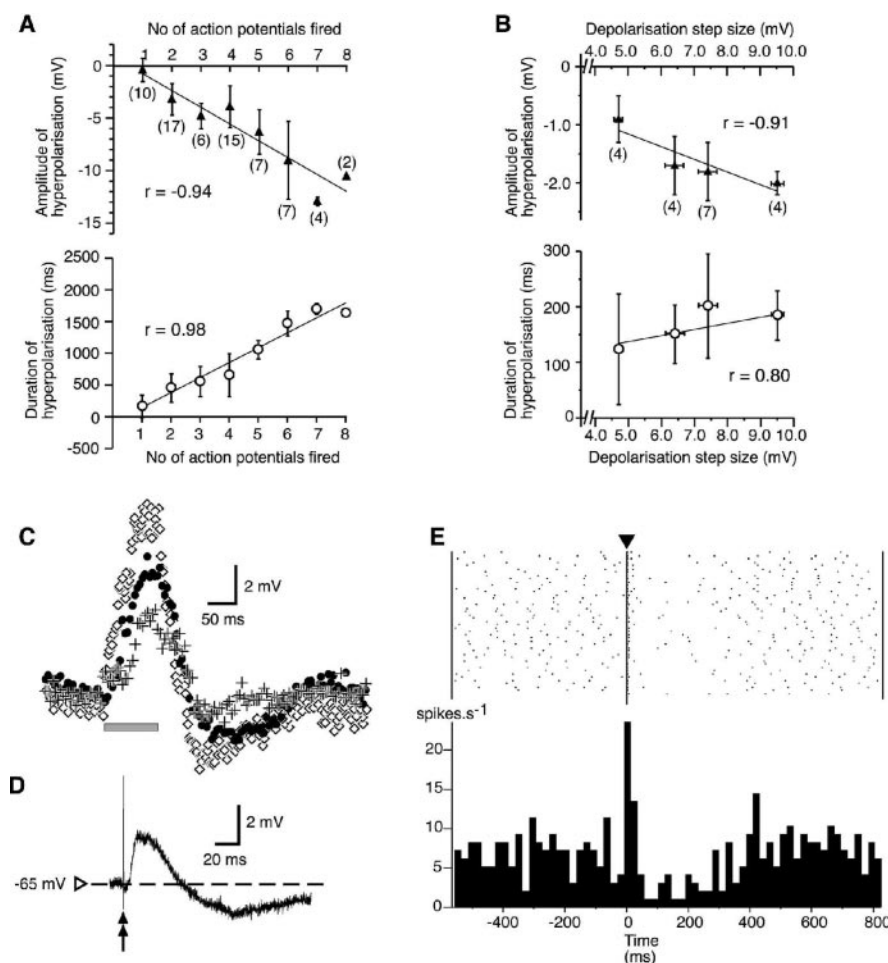 A
No of action potentials fired
1 2 3 4 5 6 7 8
0
-5
-10
-15
Amplitude of
hyperpolarisation (mV)
(10)
(17)
(6)
(15)
(7)
(7)
(4)
(2)
r = -0.94
2500
2000
1500
1000
500
0
-500
Duration of
hyperpolarisation (ms)
r = 0.98
1 2 3 4 5 6 7 8
No of action potentials fired
B
Depolarisation step size (mV)
4.0 5.0 6.0 7.0 8.0 9.0 10.0
-1.0
-2.0
Amplitude of
hyperpolarisation (mV)
(4)
(4)
(7)
(4)
r = -0.91
300
200
100
0
Duration of
hyperpolarisation (ms)
r = 0.80
4.0 5.0 6.0 7.0 8.0 9.0 10.0
Depolarisation step size (mV)
C
2 mV
50 ms
D
2 mV
20 ms
-65 mV
E
spikes.s-1
20
15
10
5
0
-400 -200 0 200 400 600 800
Time
(ms)